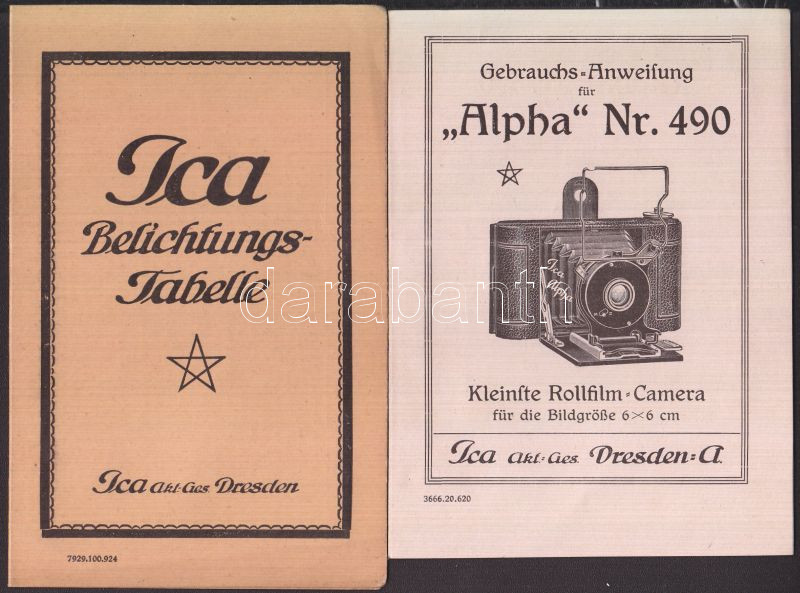 Ica
Belichtungs-
Tabelle
Ica Akt-Ges Dresden
7929.100.924
Gebrauchs=Anweiſung
für
„Alpha“ Nr. 490
Ica
Alpha
Kleinſte Rollfilm=Camera
für die Bildgröße 6×6 cm
Ica Akt=Ges. Dresden=A.
3666.20.620
darabanth